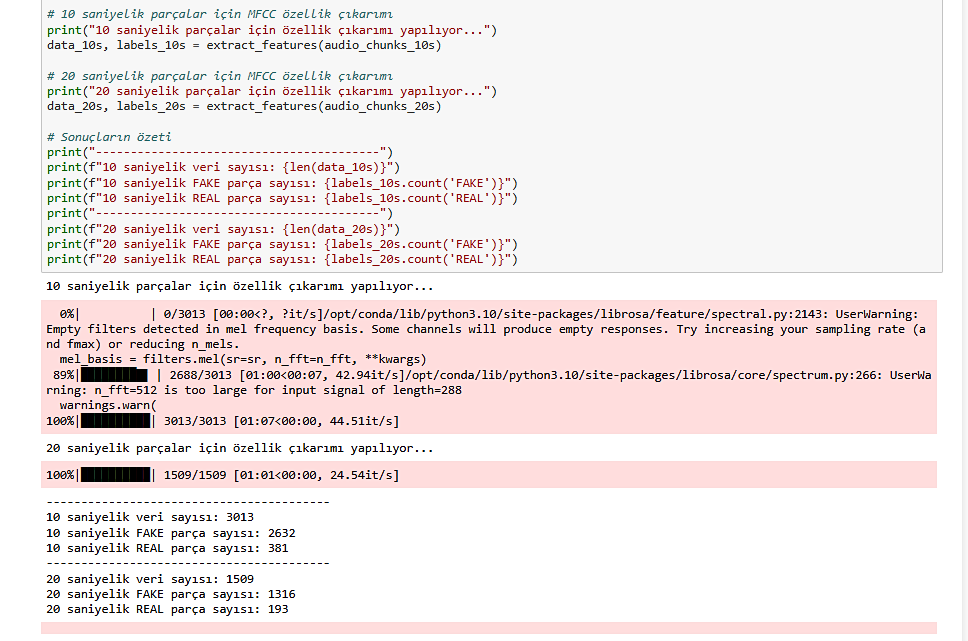 # 10 saniyelik parçalar için MFCC özellik çıkarımı
print("10 saniyelik parçalar için özellik çıkarımı yapılıyor...")
data_10s, labels_10s = extract_features(audio_chunks_10s)
# 20 saniyelik parçalar için MFCC özellik çıkarımı
print("20 saniyelik parçalar için özellik çıkarımı yapılıyor...")
data_20s, labels_20s = extract_features(audio_chunks_20s)
# Sonuçların özeti
print("-----------------------------------------")
print(f"10 saniyelik veri sayısı: {len(data_10s)}")
print(f"10 saniyelik FAKE parça sayısı: {labels_10s.count('FAKE')}")
print(f"10 saniyelik REAL parça sayısı: {labels_10s.count('REAL')}")
print("-----------------------------------------")
print(f"20 saniyelik veri sayısı: {len(data_20s)}")
print(f"20 saniyelik FAKE parça sayısı: {labels_20s.count('FAKE')}")
print(f"20 saniyelik REAL parça sayısı: {labels_20s.count('REAL')}")
10 saniyelik parçalar için özellik çıkarımı yapılıyor...
0%|          | 0/3013 [00:00<?, ?it/s]/opt/conda/lib/python3.10/site-packages/librosa/feature/spectral.py:2143: UserWarning:
Empty filters detected in mel frequency basis. Some channels will produce empty responses. Try increasing your sampling rate (a
nd fmax) or reducing n_mels.
mel_basis = filters.mel(sr=sr, n_fft=n_fft, **kwargs)
89%|████████▉ | 2688/3013 [01:00<00:07, 42.94it/s]/opt/conda/lib/python3.10/site-packages/librosa/core/spectrum.py:266: UserWa
rning: n_fft=512 is too large for input signal of length=288
warnings.warn(
100%|██████████| 3013/3013 [01:07<00:00, 44.51it/s]
20 saniyelik parçalar için özellik çıkarımı yapılıyor...
100%|██████████| 1509/1509 [01:01<00:00, 24.54it/s]
-----------------------------------------
10 saniyelik veri sayısı: 3013
10 saniyelik FAKE parça sayısı: 2632
10 saniyelik REAL parça sayısı: 381
-----------------------------------------
20 saniyelik veri sayısı: 1509
20 saniyelik FAKE parça sayısı: 1316
20 saniyelik REAL parça sayısı: 193